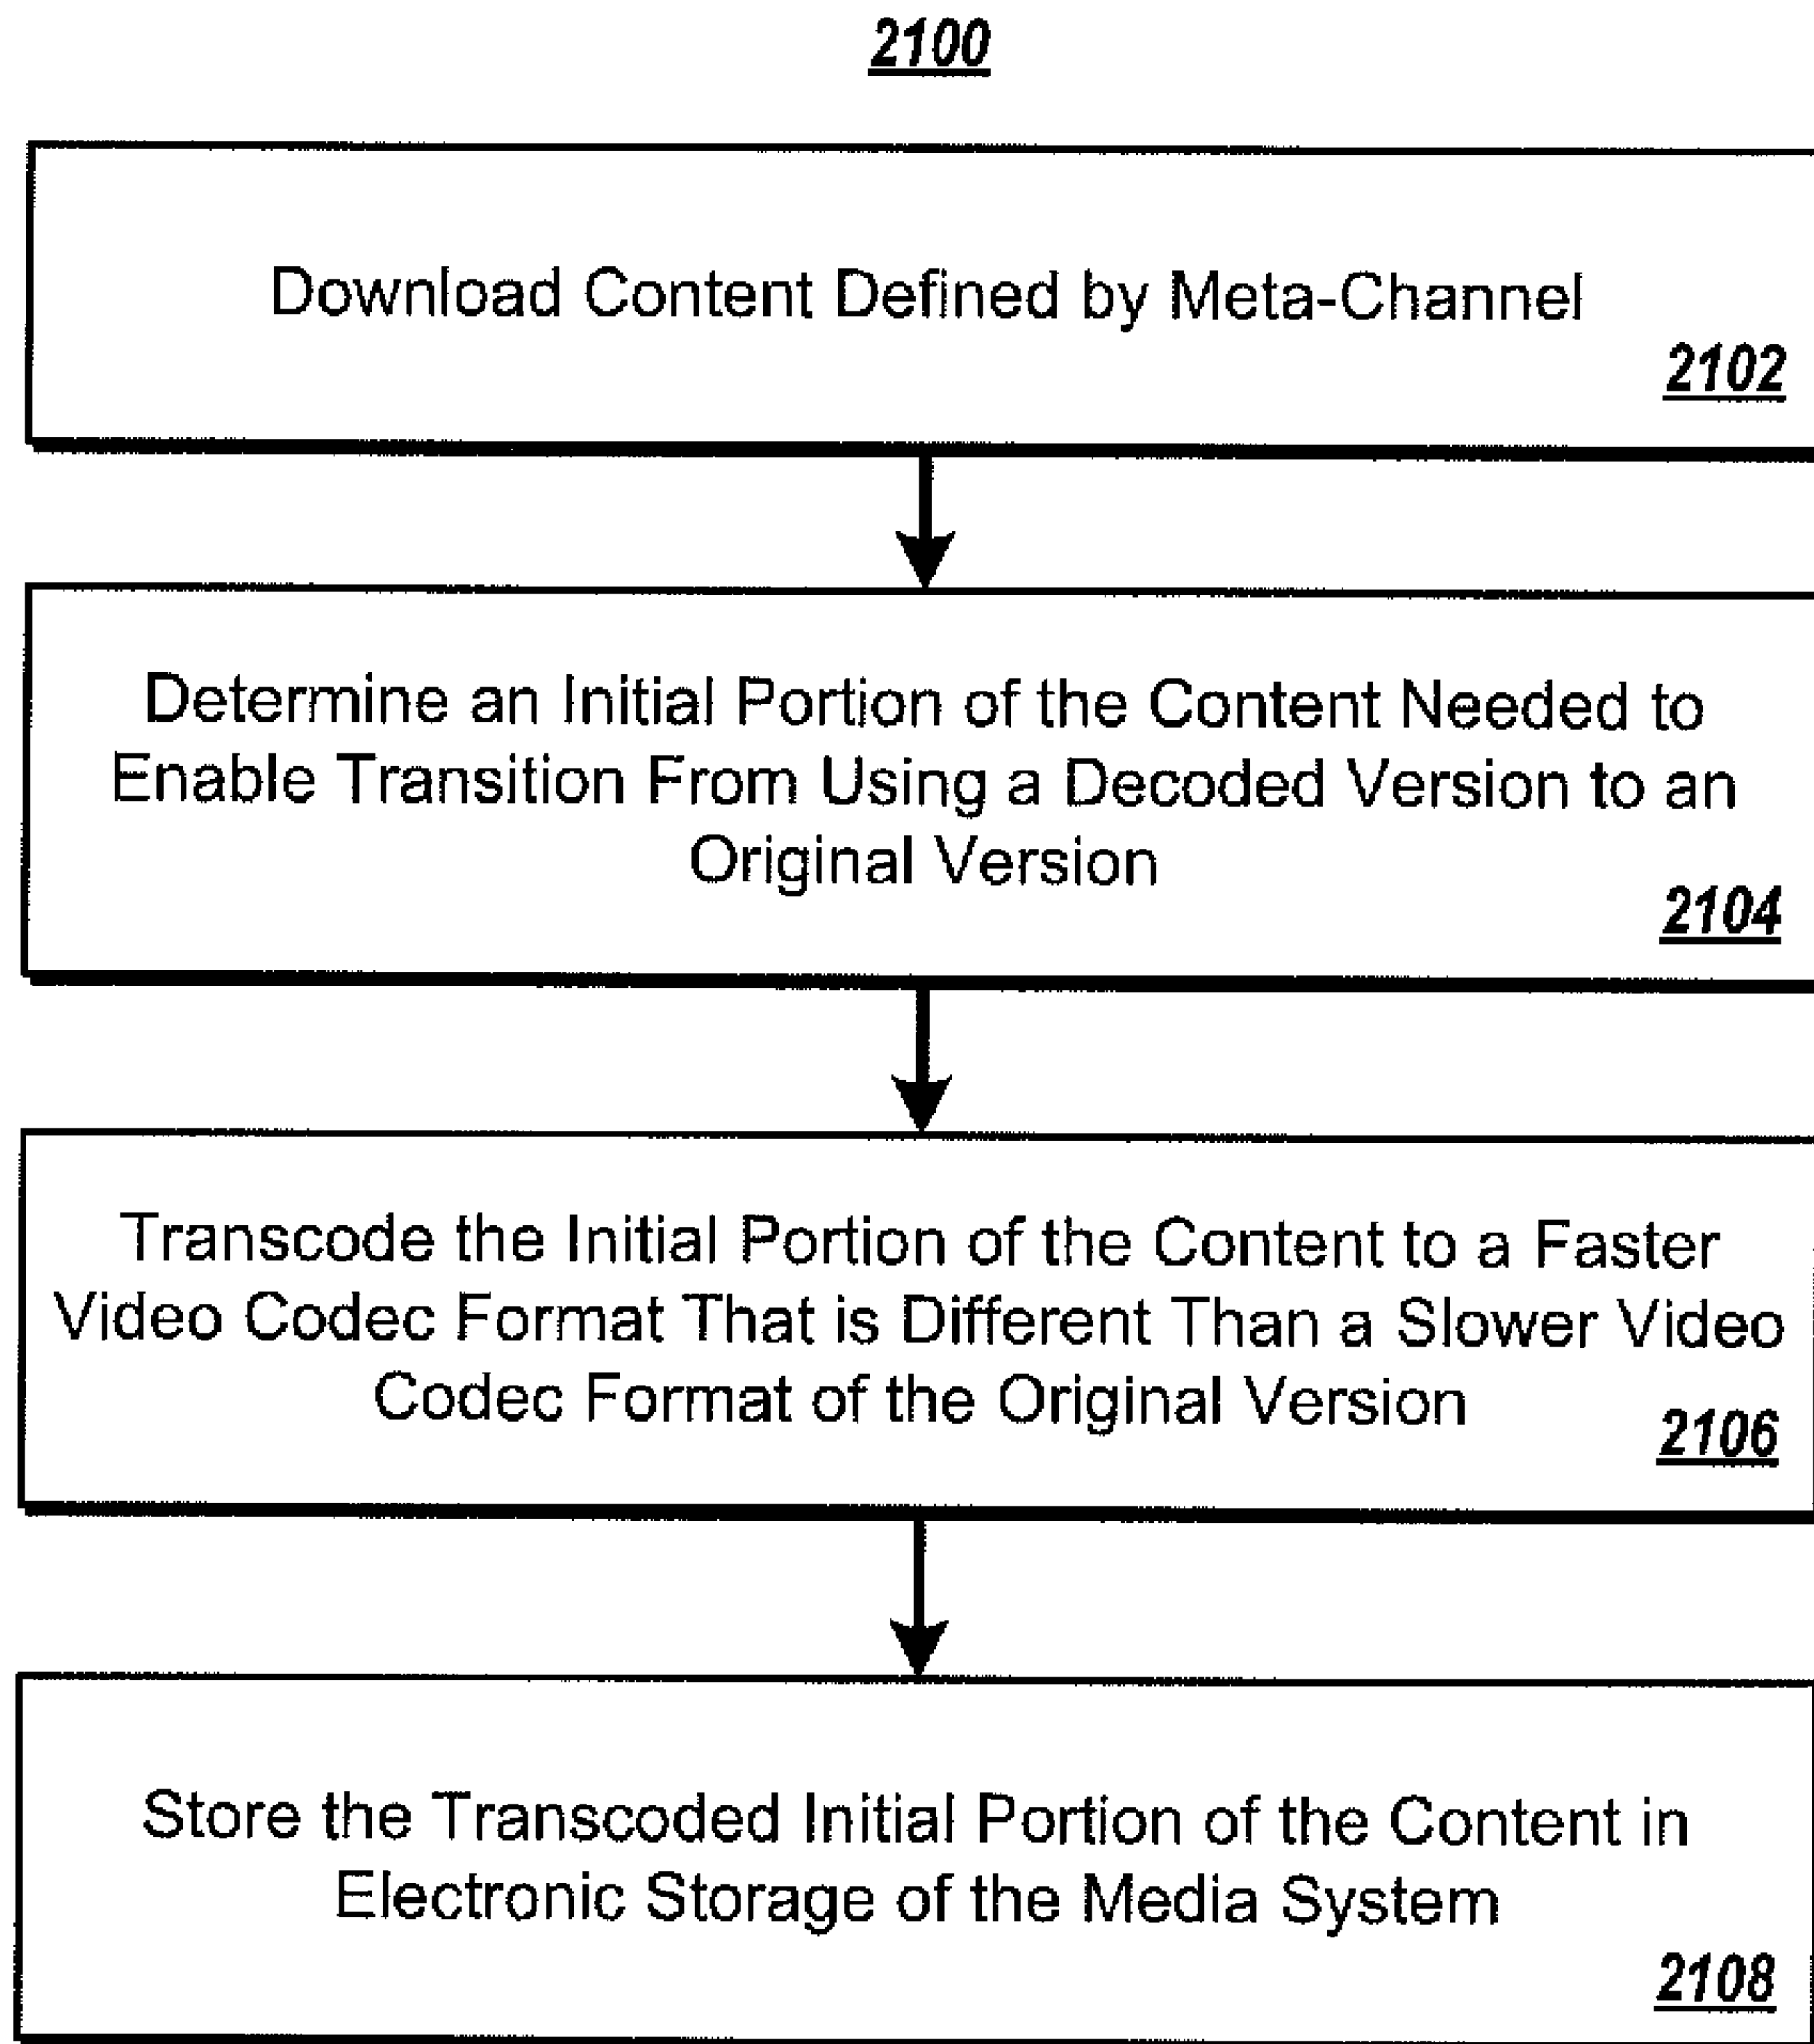 2100
Download Content Defined by Meta-Channel
2102
Determine an Initial Portion of the Content Needed to
Enable Transition From Using a Decoded Version to an
Original Version
2104
Transcode the Initial Portion of the Content to a Faster
Video Codec Format That is Different Than a Slower Video
Codec Format of the Original Version
2106
Store the Transcoded Initial Portion of the Content in
Electronic Storage of the Media System
2108